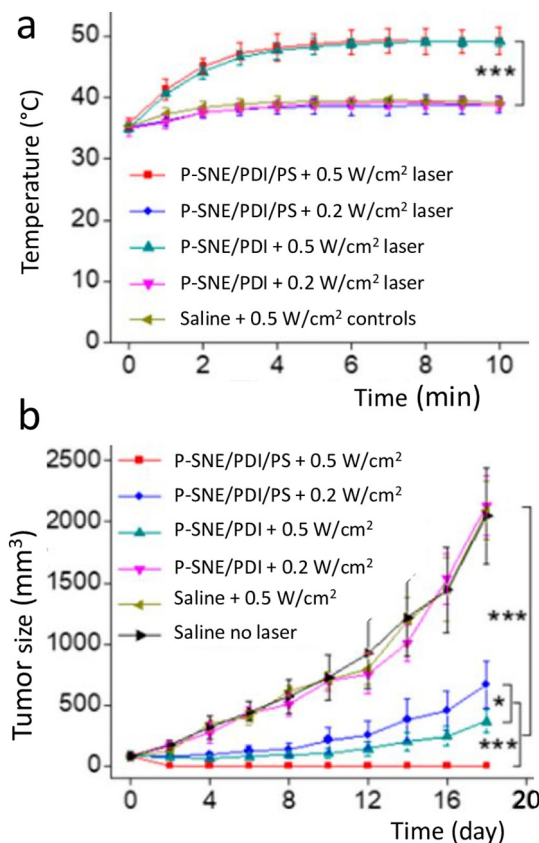 a
50
40
30
20
10
0
Temperature (°C)
***
P-SNE/PDI/PS + 0.5 W/cm² laser
P-SNE/PDI/PS + 0.2 W/cm² laser
P-SNE/PDI + 0.5 W/cm² laser
P-SNE/PDI + 0.2 W/cm² laser
Saline + 0.5 W/cm² controls
0 2 4 6 8 10
Time (min)
b
2500
2000
1500
1000
500
0
Tumor size (mm³)
P-SNE/PDI/PS + 0.5 W/cm²
P-SNE/PDI/PS + 0.2 W/cm²
P-SNE/PDI + 0.5 W/cm²
P-SNE/PDI + 0.2 W/cm²
Saline + 0.5 W/cm²
Saline no laser
***
*
***
0 4 8 12 16 20
Time (day)